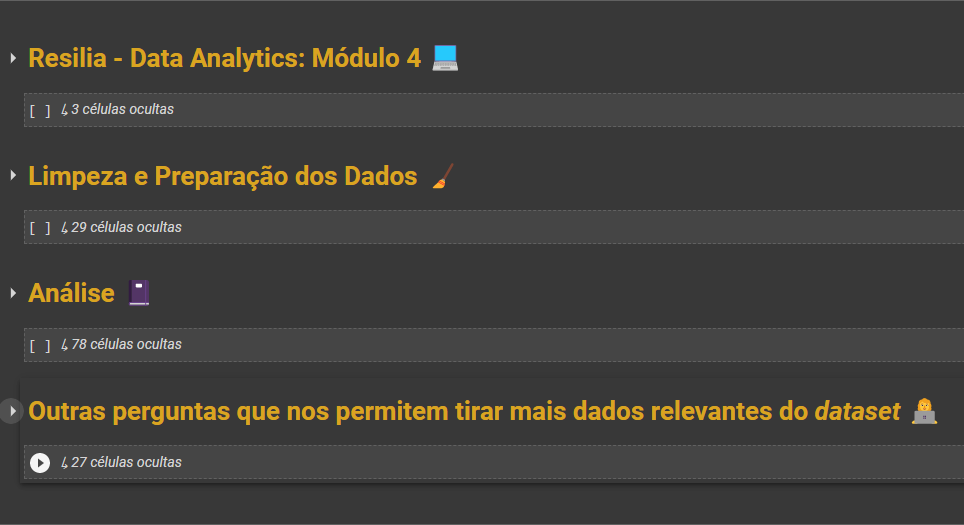 Resilia - Data Analytics: Módulo 4 💻
[ ] ↳ 3 células ocultas
Limpeza e Preparação dos Dados 🧹
[ ] ↳ 29 células ocultas
Análise 📓
[ ] ↳ 78 células ocultas
Outras perguntas que nos permitem tirar mais dados relevantes do dataset 👩‍💻
↳ 27 células ocultas